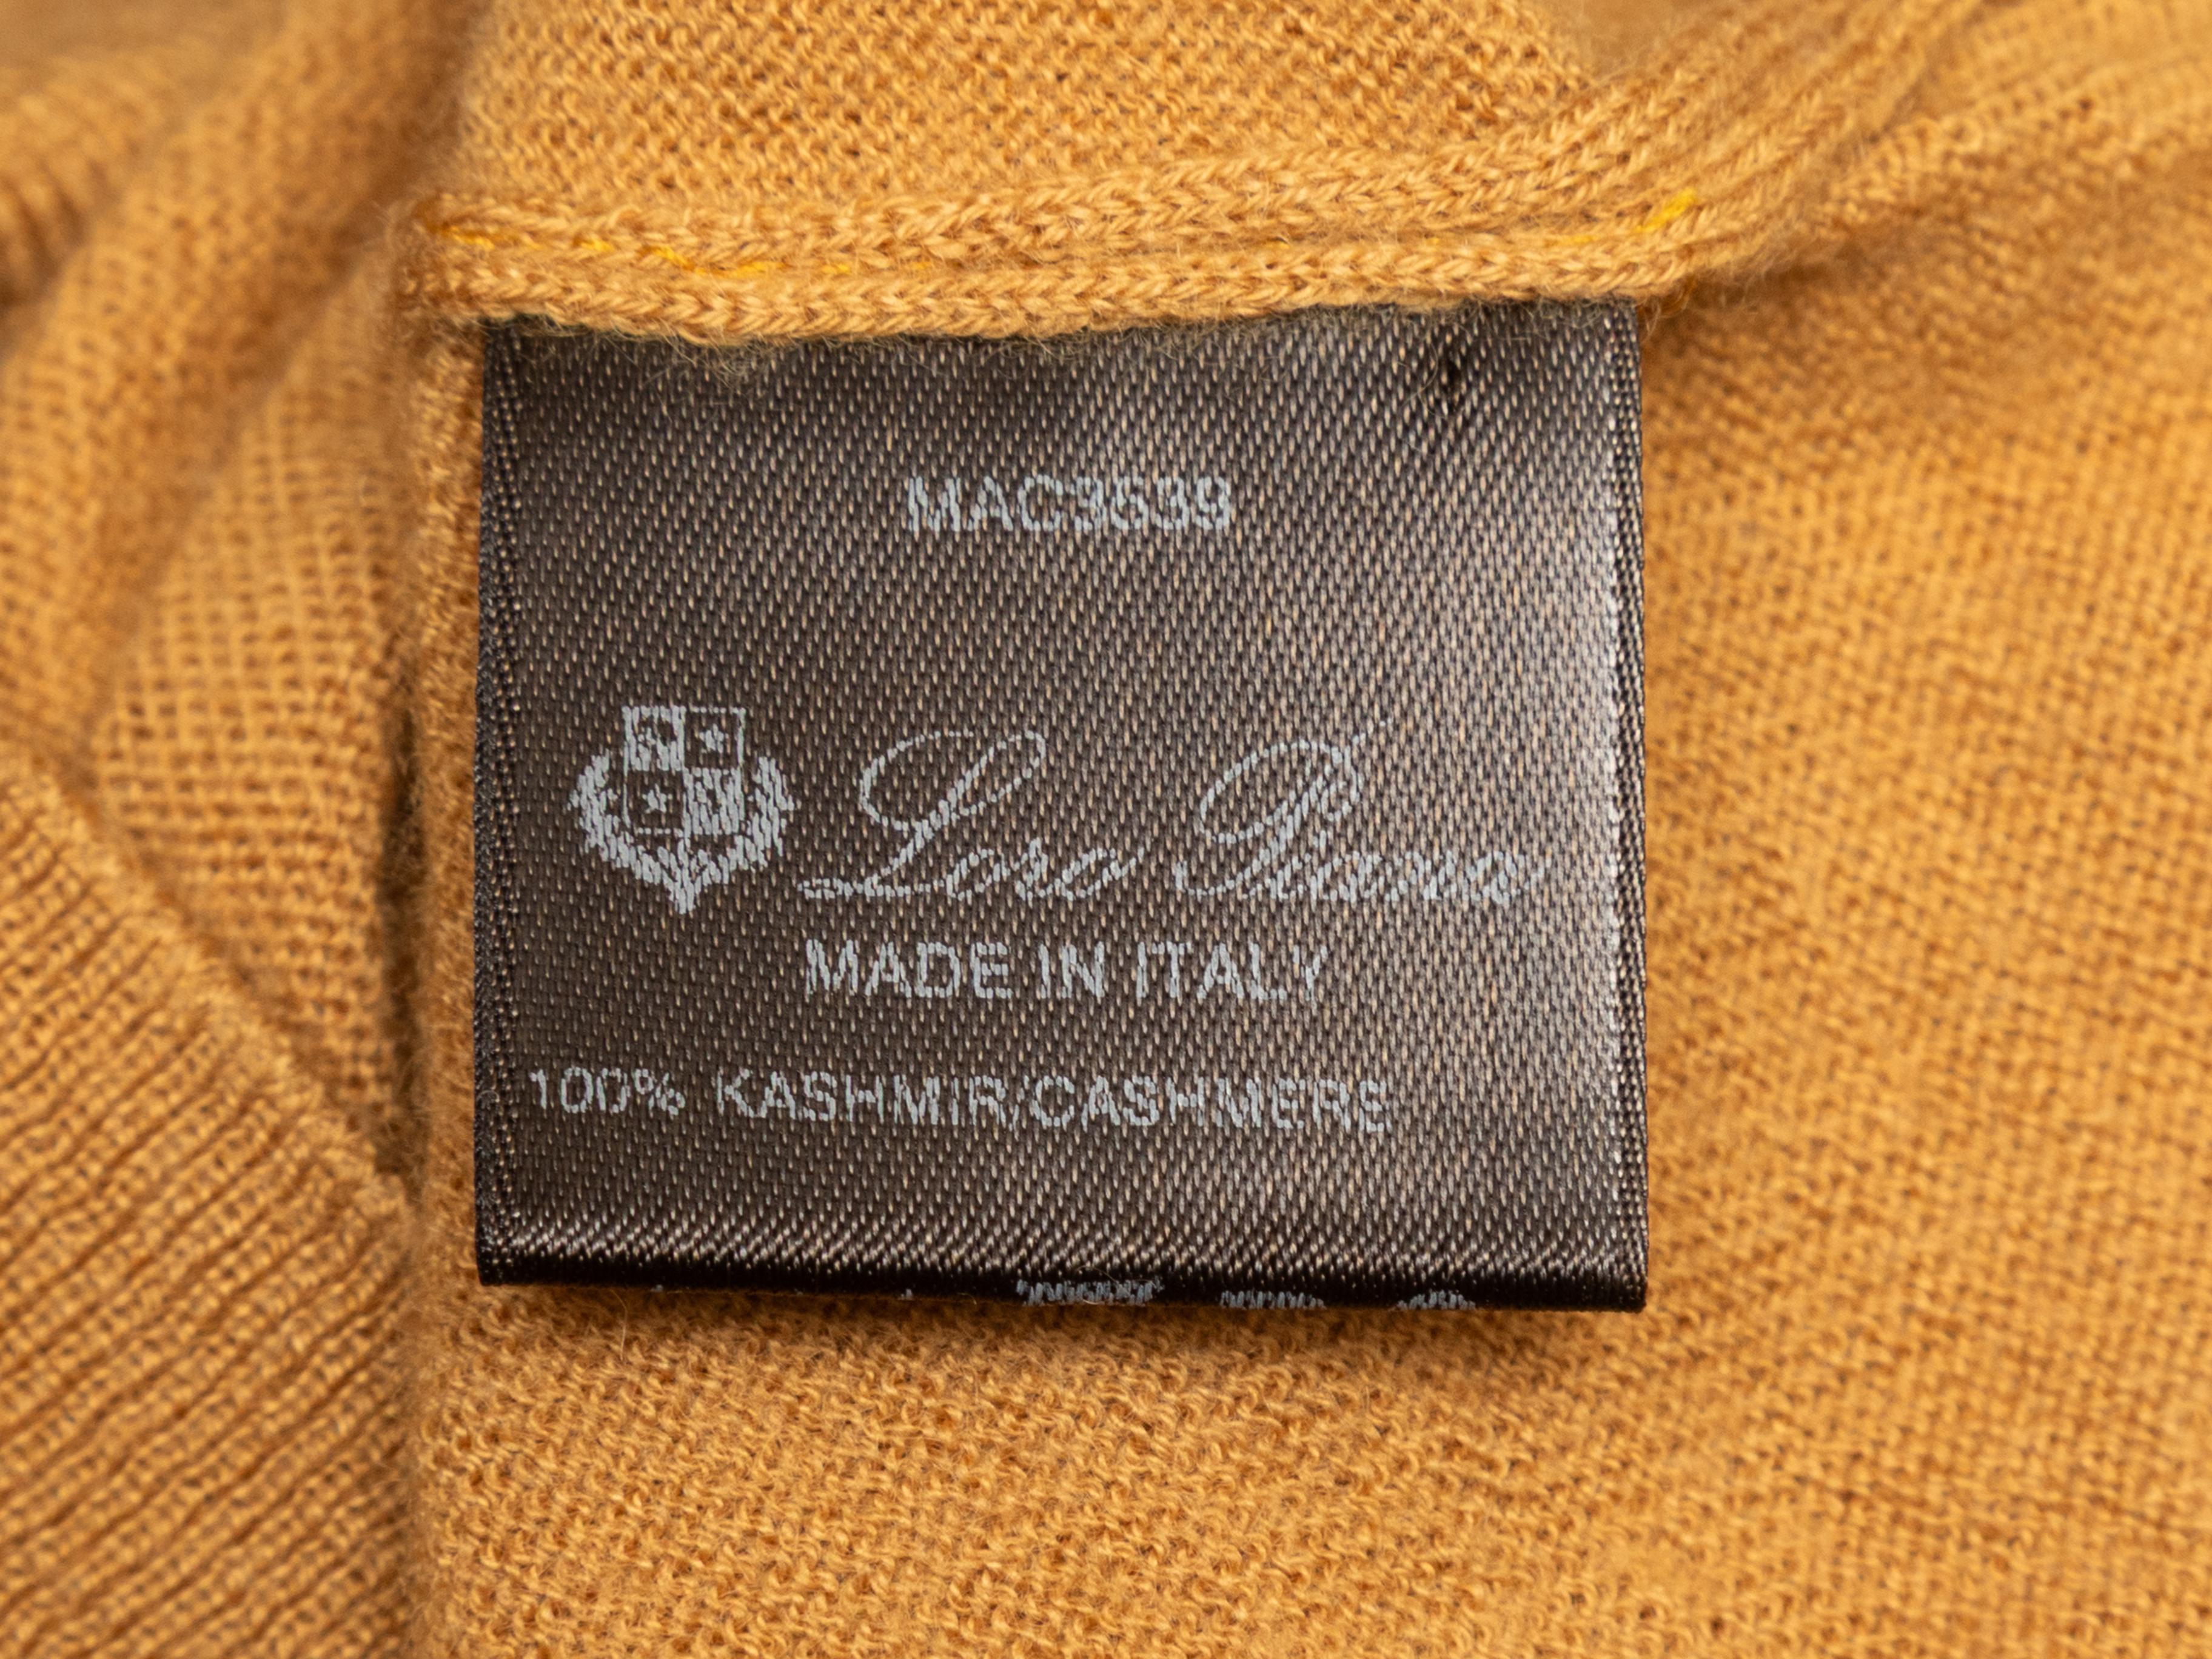 MAC3639
Loro Piana
MADE IN ITALY
100% KASHMIR/CASHMERE